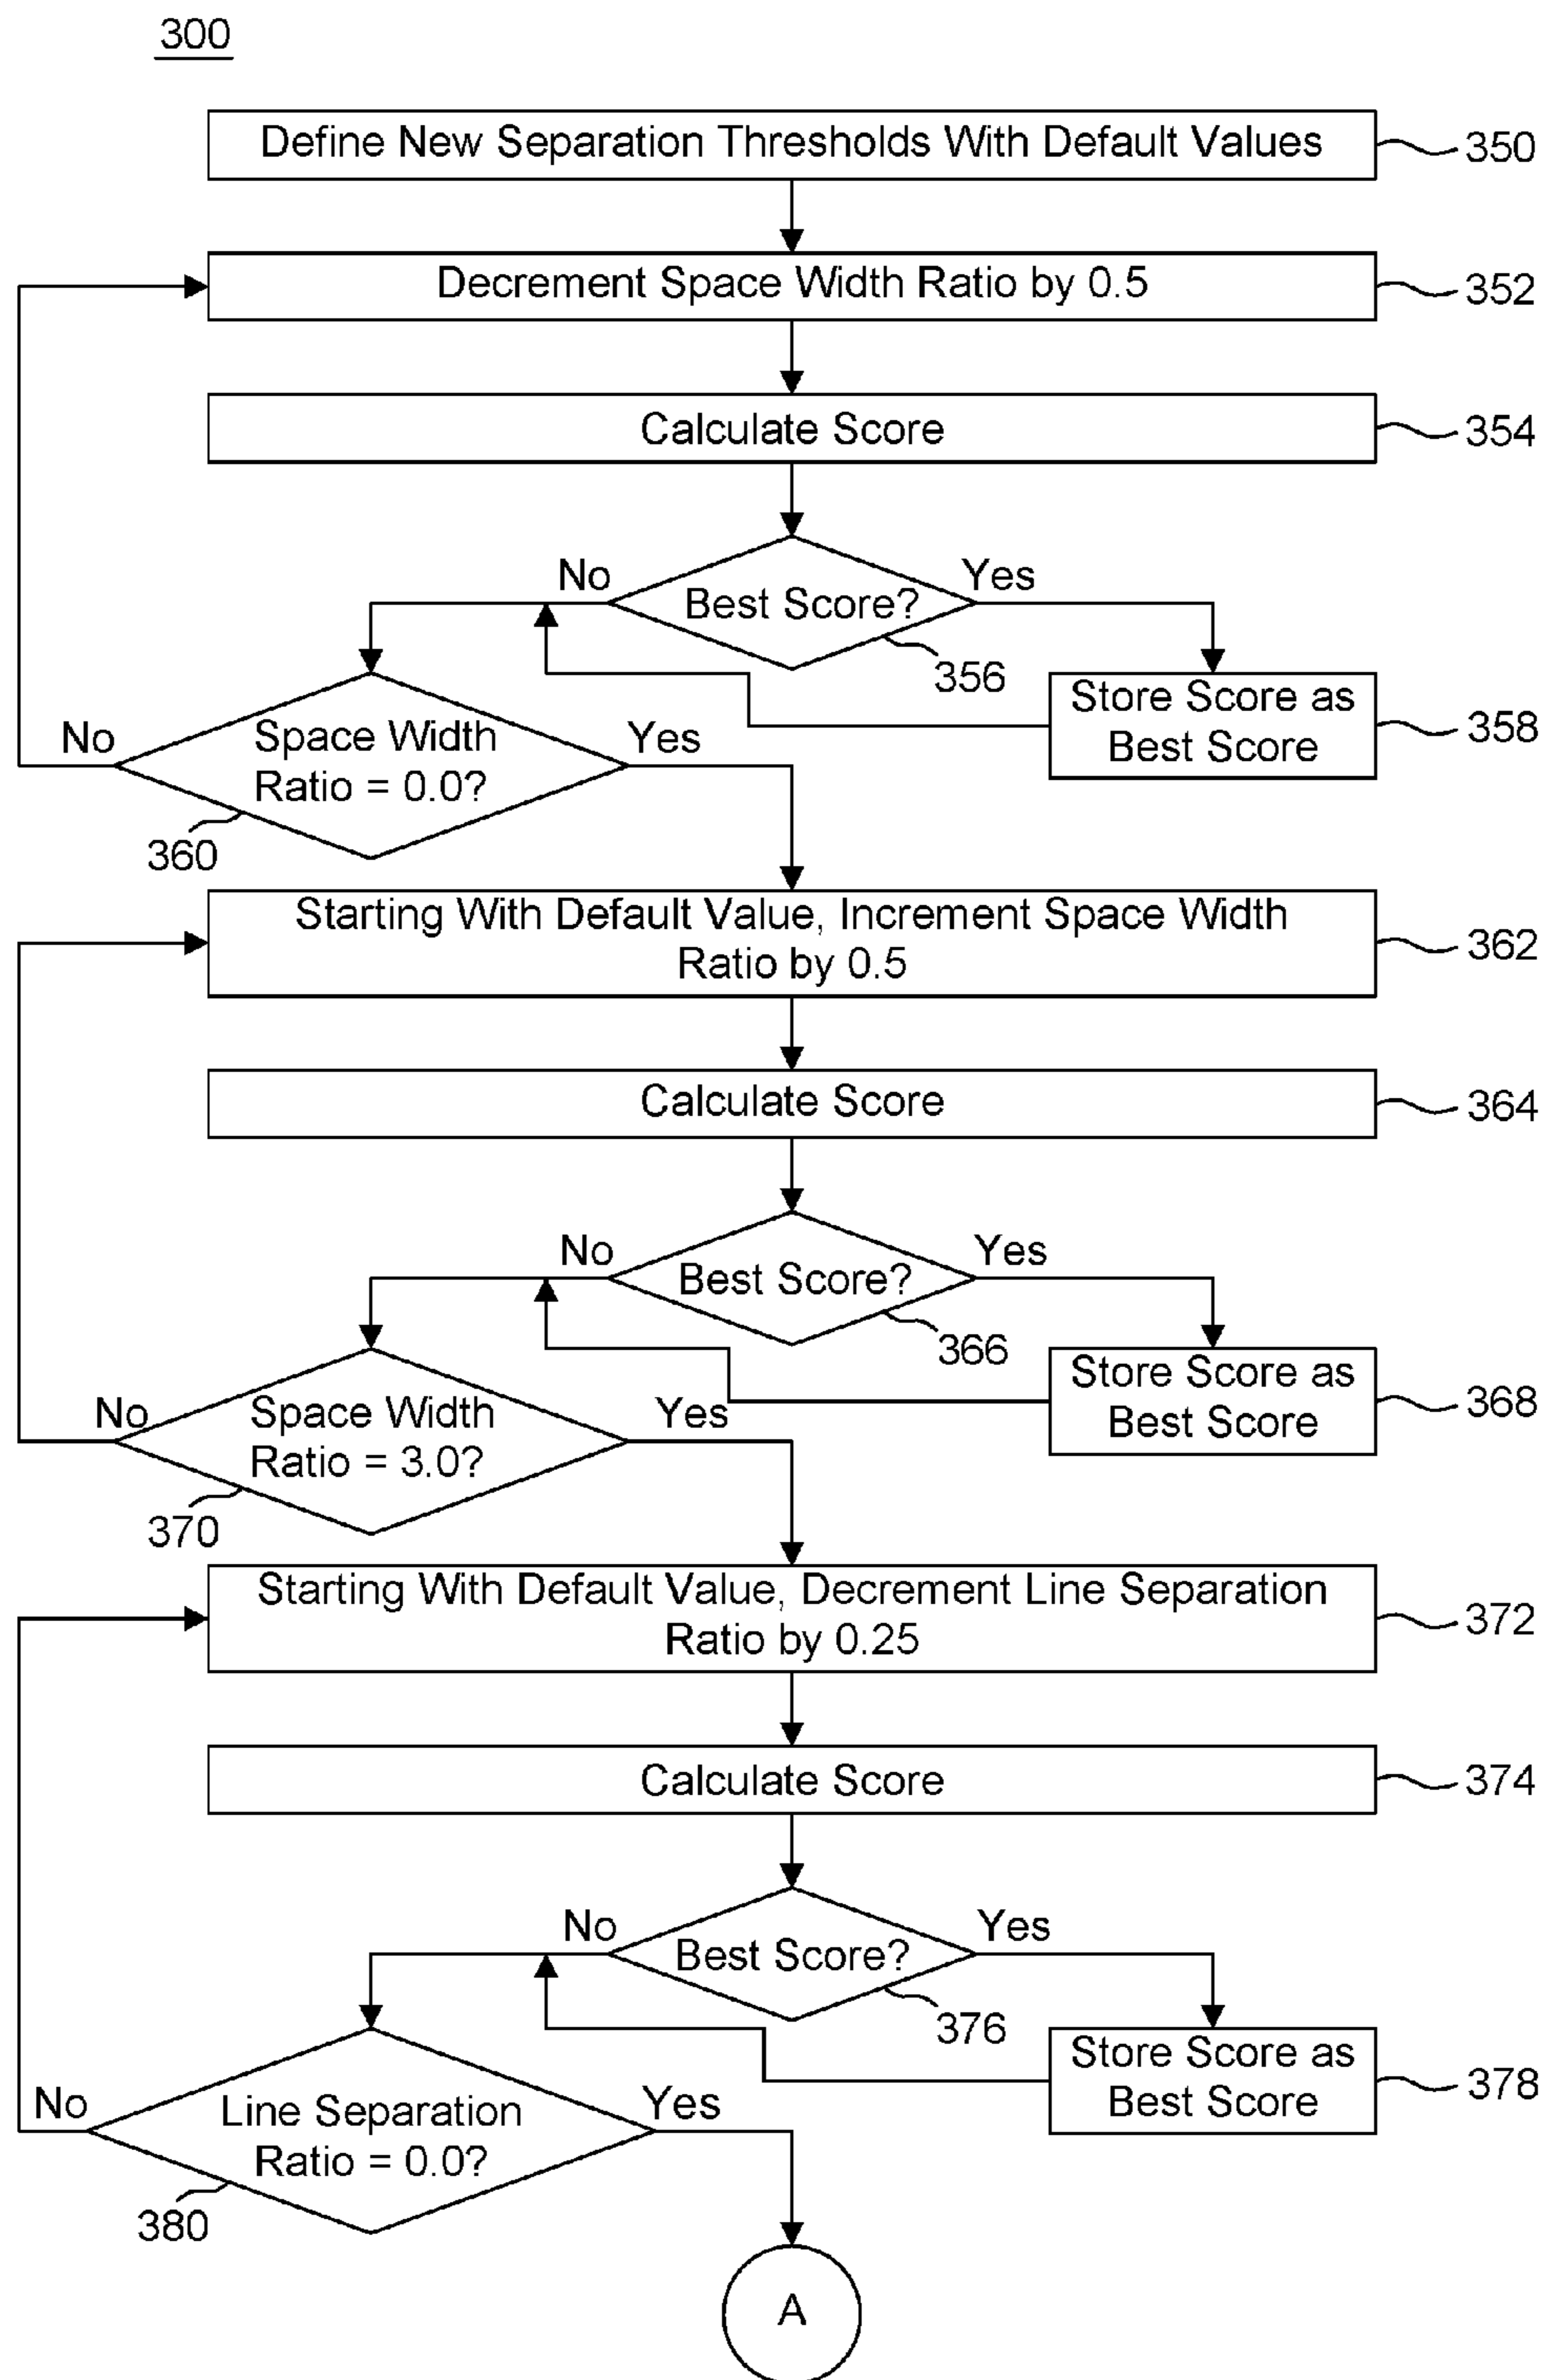 300
Define New Separation Thresholds With Default Values
350
Decrement Space Width Ratio by 0.5
352
Calculate Score
354
No
Yes
Best Score?
356
Store Score as
Best Score
358
No
Space Width
Ratio = 0.0?
Yes
360
Starting With Default Value, Increment Space Width
Ratio by 0.5
362
Calculate Score
364
No
Yes
Best Score?
366
Store Score as
Best Score
368
No
Space Width
Ratio = 3.0?
Yes
370
Starting With Default Value, Decrement Line Separation
Ratio by 0.25
372
Calculate Score
374
No
Yes
Best Score?
376
Store Score as
Best Score
378
No
Line Separation
Ratio = 0.0?
Yes
380
A